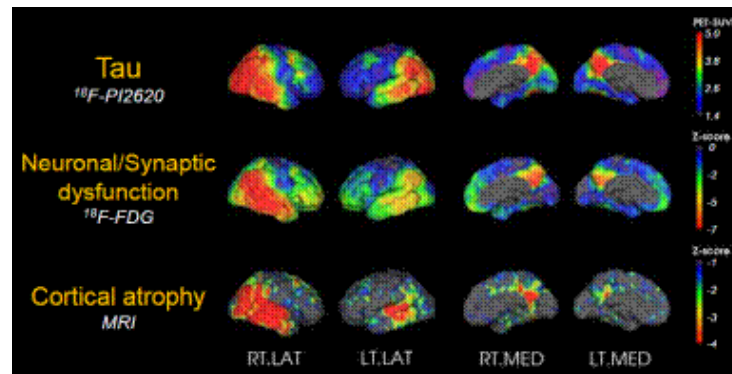 PET-SUV
Tau
18F-PI2620
5.0
3.8
2.6
1.4
Neuronal/Synaptic
dysfunction
18F-FDG
Z-score
0
-2
-5
-7
Cortical atrophy
MRI
Z-score
-1
-2
-3
-4
RT.LAT LT.LAT RT.MED LT.MED